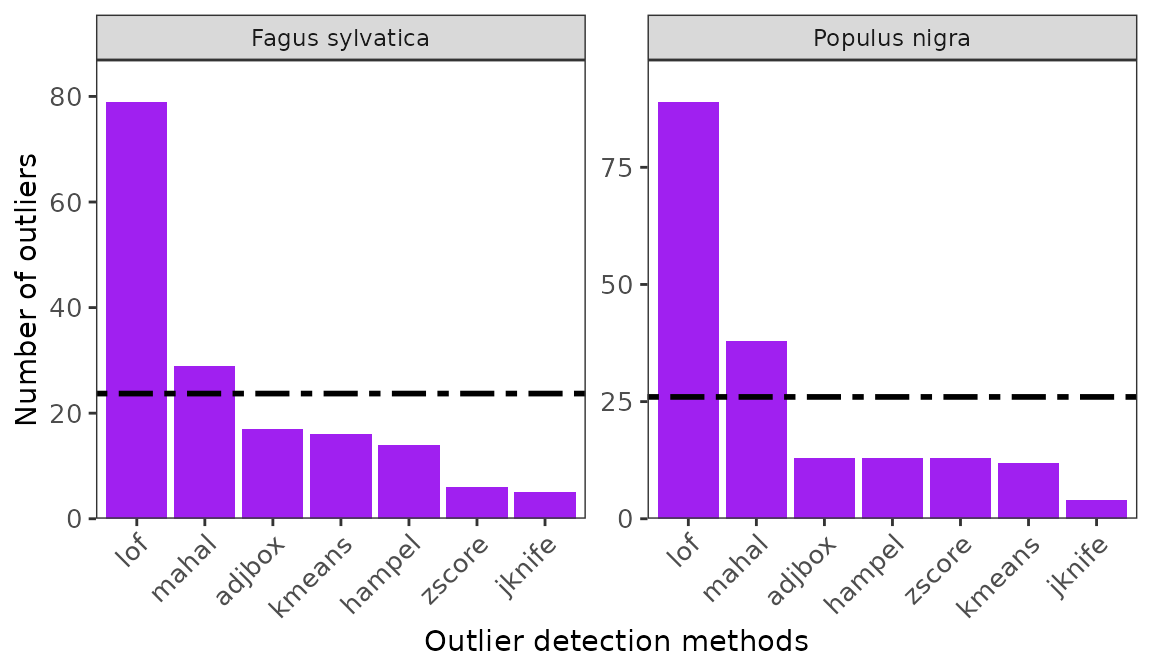 Fagus sylvatica
Populus nigra
Number of outliers
80
60
40
20
0
75
50
25
0
lof
mahal
adjbox
kmeans
hampel
zscore
jknife
lof
mahal
adjbox
hampel
zscore
kmeans
jknife
Outlier detection methods